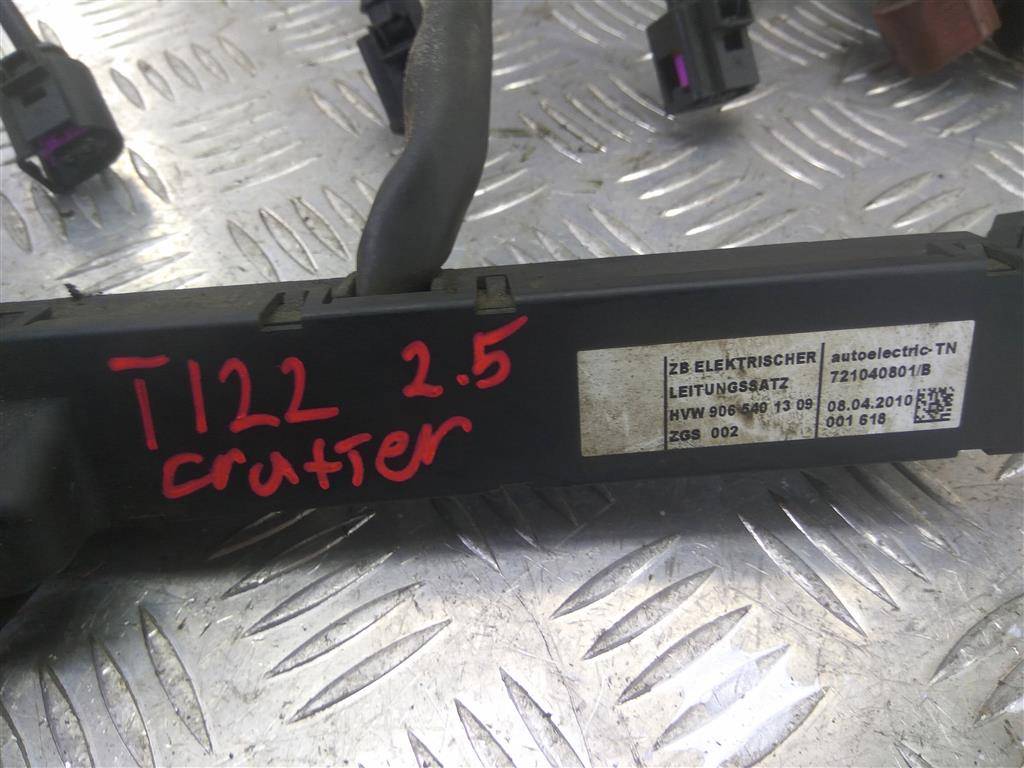 T122 2.5
crafter
ZB ELEKTRISCHER
LEITUNGSSATZ
HVW 906 540 13 09
ZGS 002
autoelectric-TN
721040801/B
08.04.2010
001 618